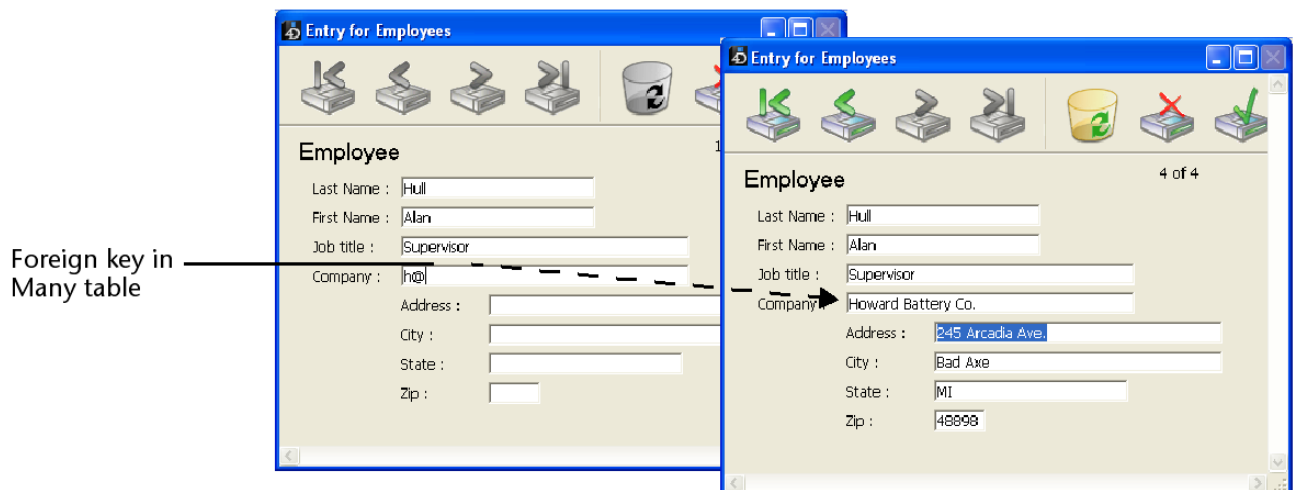 Entry for Employees
Employee
Last Name : Hull
First Name : Alan
Job title : Supervisor
Company : h@
Address :
City :
State :
Zip :
Foreign key in
Many table
Entry for Employees
4 of 4
Employee
Last Name : Hull
First Name : Alan
Job title : Supervisor
Company : Howard Battery Co.
Address : 245 Arcadia Ave.
City : Bad Axe
State : MI
Zip : 48898